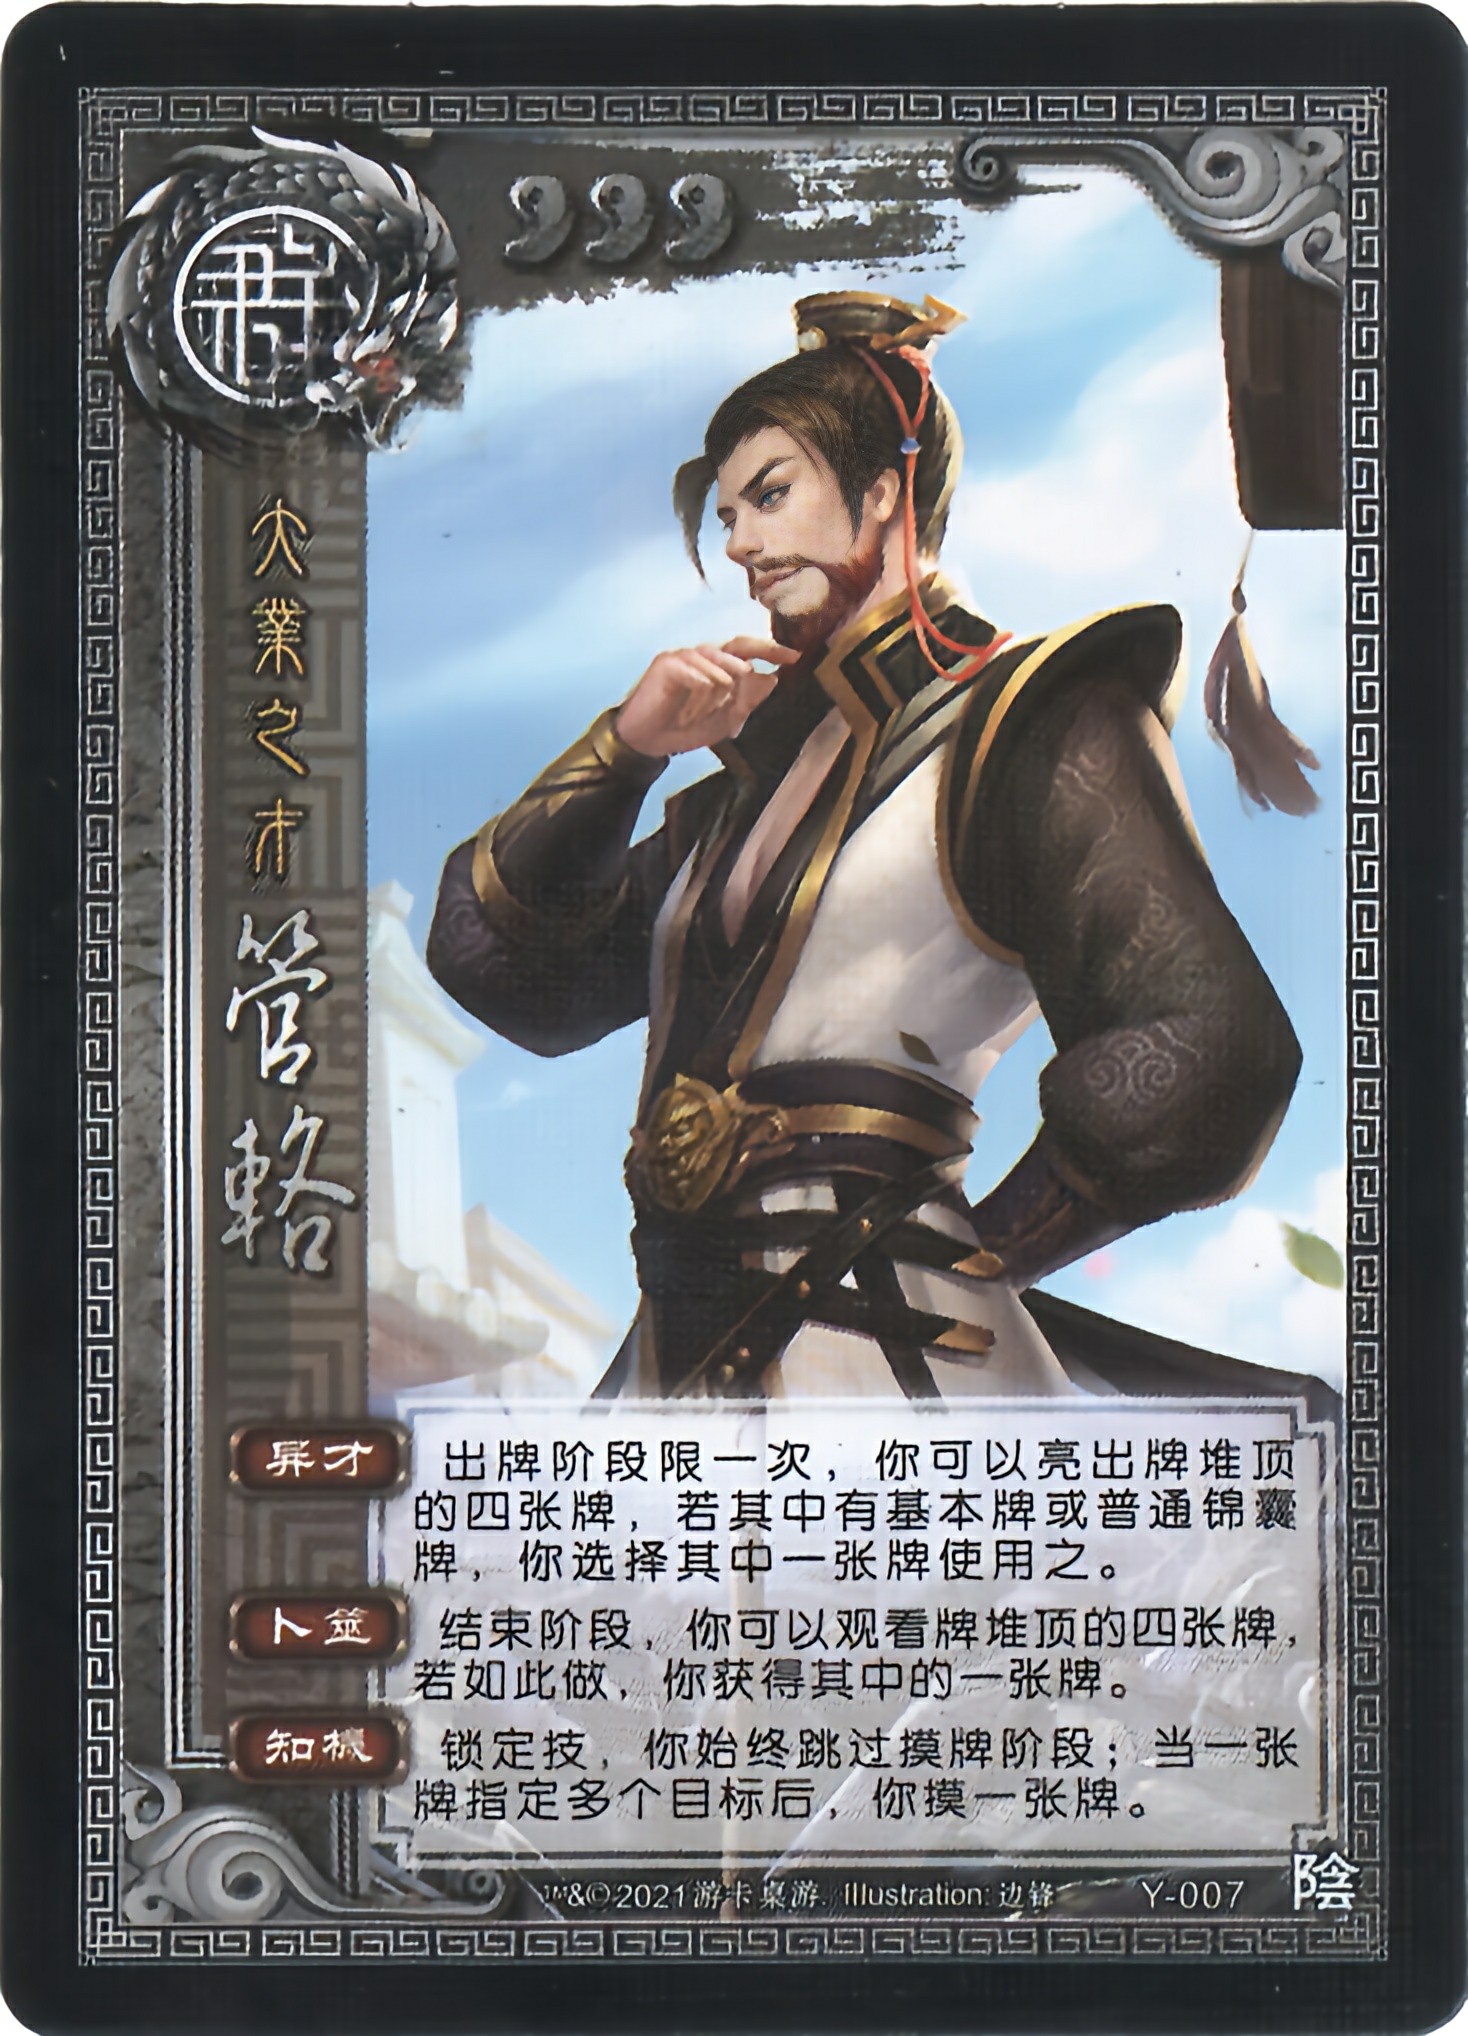 群
大業之才
管輅
异才
出牌阶段限一次，你可以亮出牌堆顶
的四张牌，若其中有基本牌或普通锦囊
牌，你选择其中一张牌使用之。
卜筮
结束阶段，你可以观看牌堆顶的四张牌，
若如此做，你获得其中的一张牌。
知機
锁定技，你始终跳过摸牌阶段；当一张
牌指定多个目标后，你摸一张牌。
™&©2021游卡桌游. Illustration: 边锋
Y-007
陰